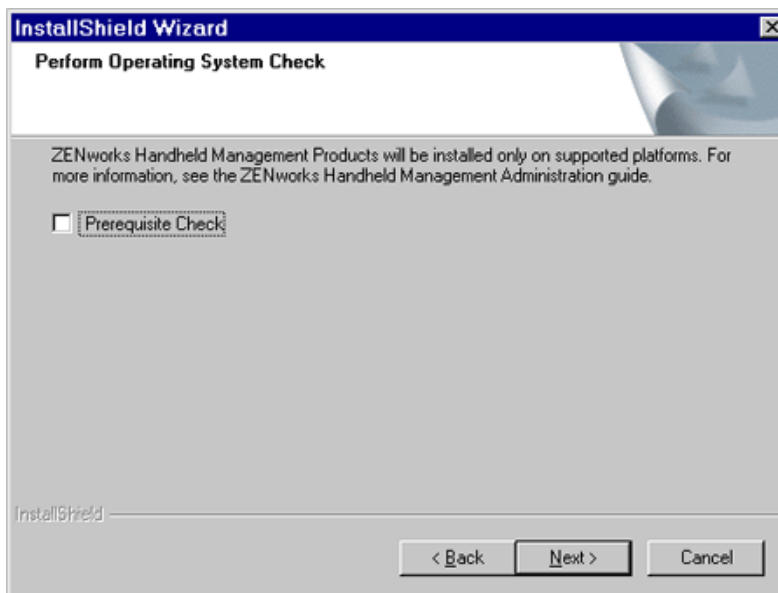 InstallShield Wizard
Perform Operating System Check
ZENworks Handheld Management Products will be installed only on supported platforms. For
more information, see the ZENworks Handheld Management Administration guide.
Prerequisite Check
InstallShield
< Back
Next >
Cancel